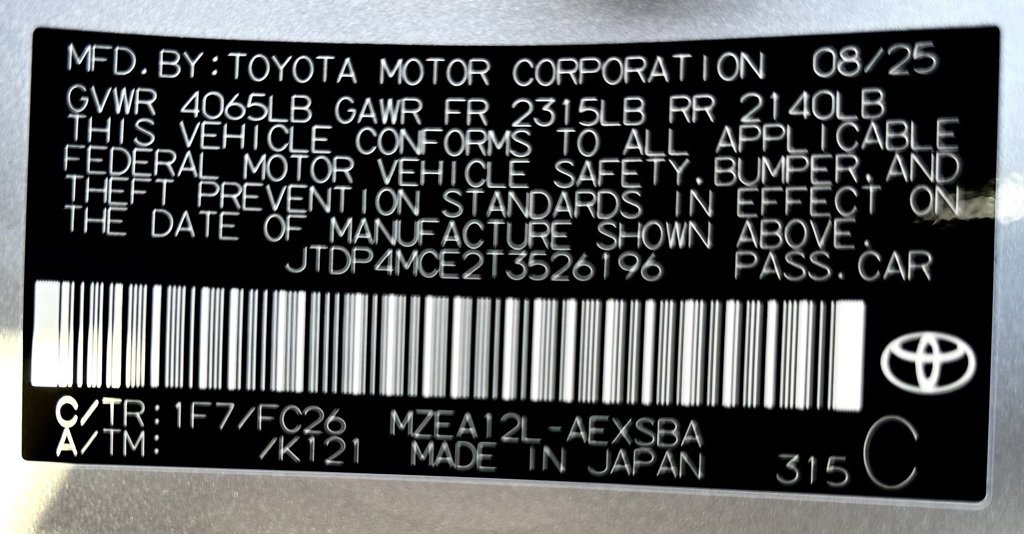 MFD.BY:TOYOTA MOTOR CORPORATION 08/25
GVWR 4065LB GAWR FR 2315LB RR 2140LB
THIS VEHICLE CONFORMS TO ALL APPLICABLE
FEDERAL MOTOR VEHICLE SAFETY,BUMPER,AND
THEFT PREVENTION STANDARDS IN EFFECT ON
THE DATE OF MANUFACTURE SHOWN ABOVE.
JTDP4MCE2T3526196 PASS.CAR
C/TR:1F7/FC26 MZEA12L-AEXSBA
A/TM: /K121 MADE IN JAPAN 315 C